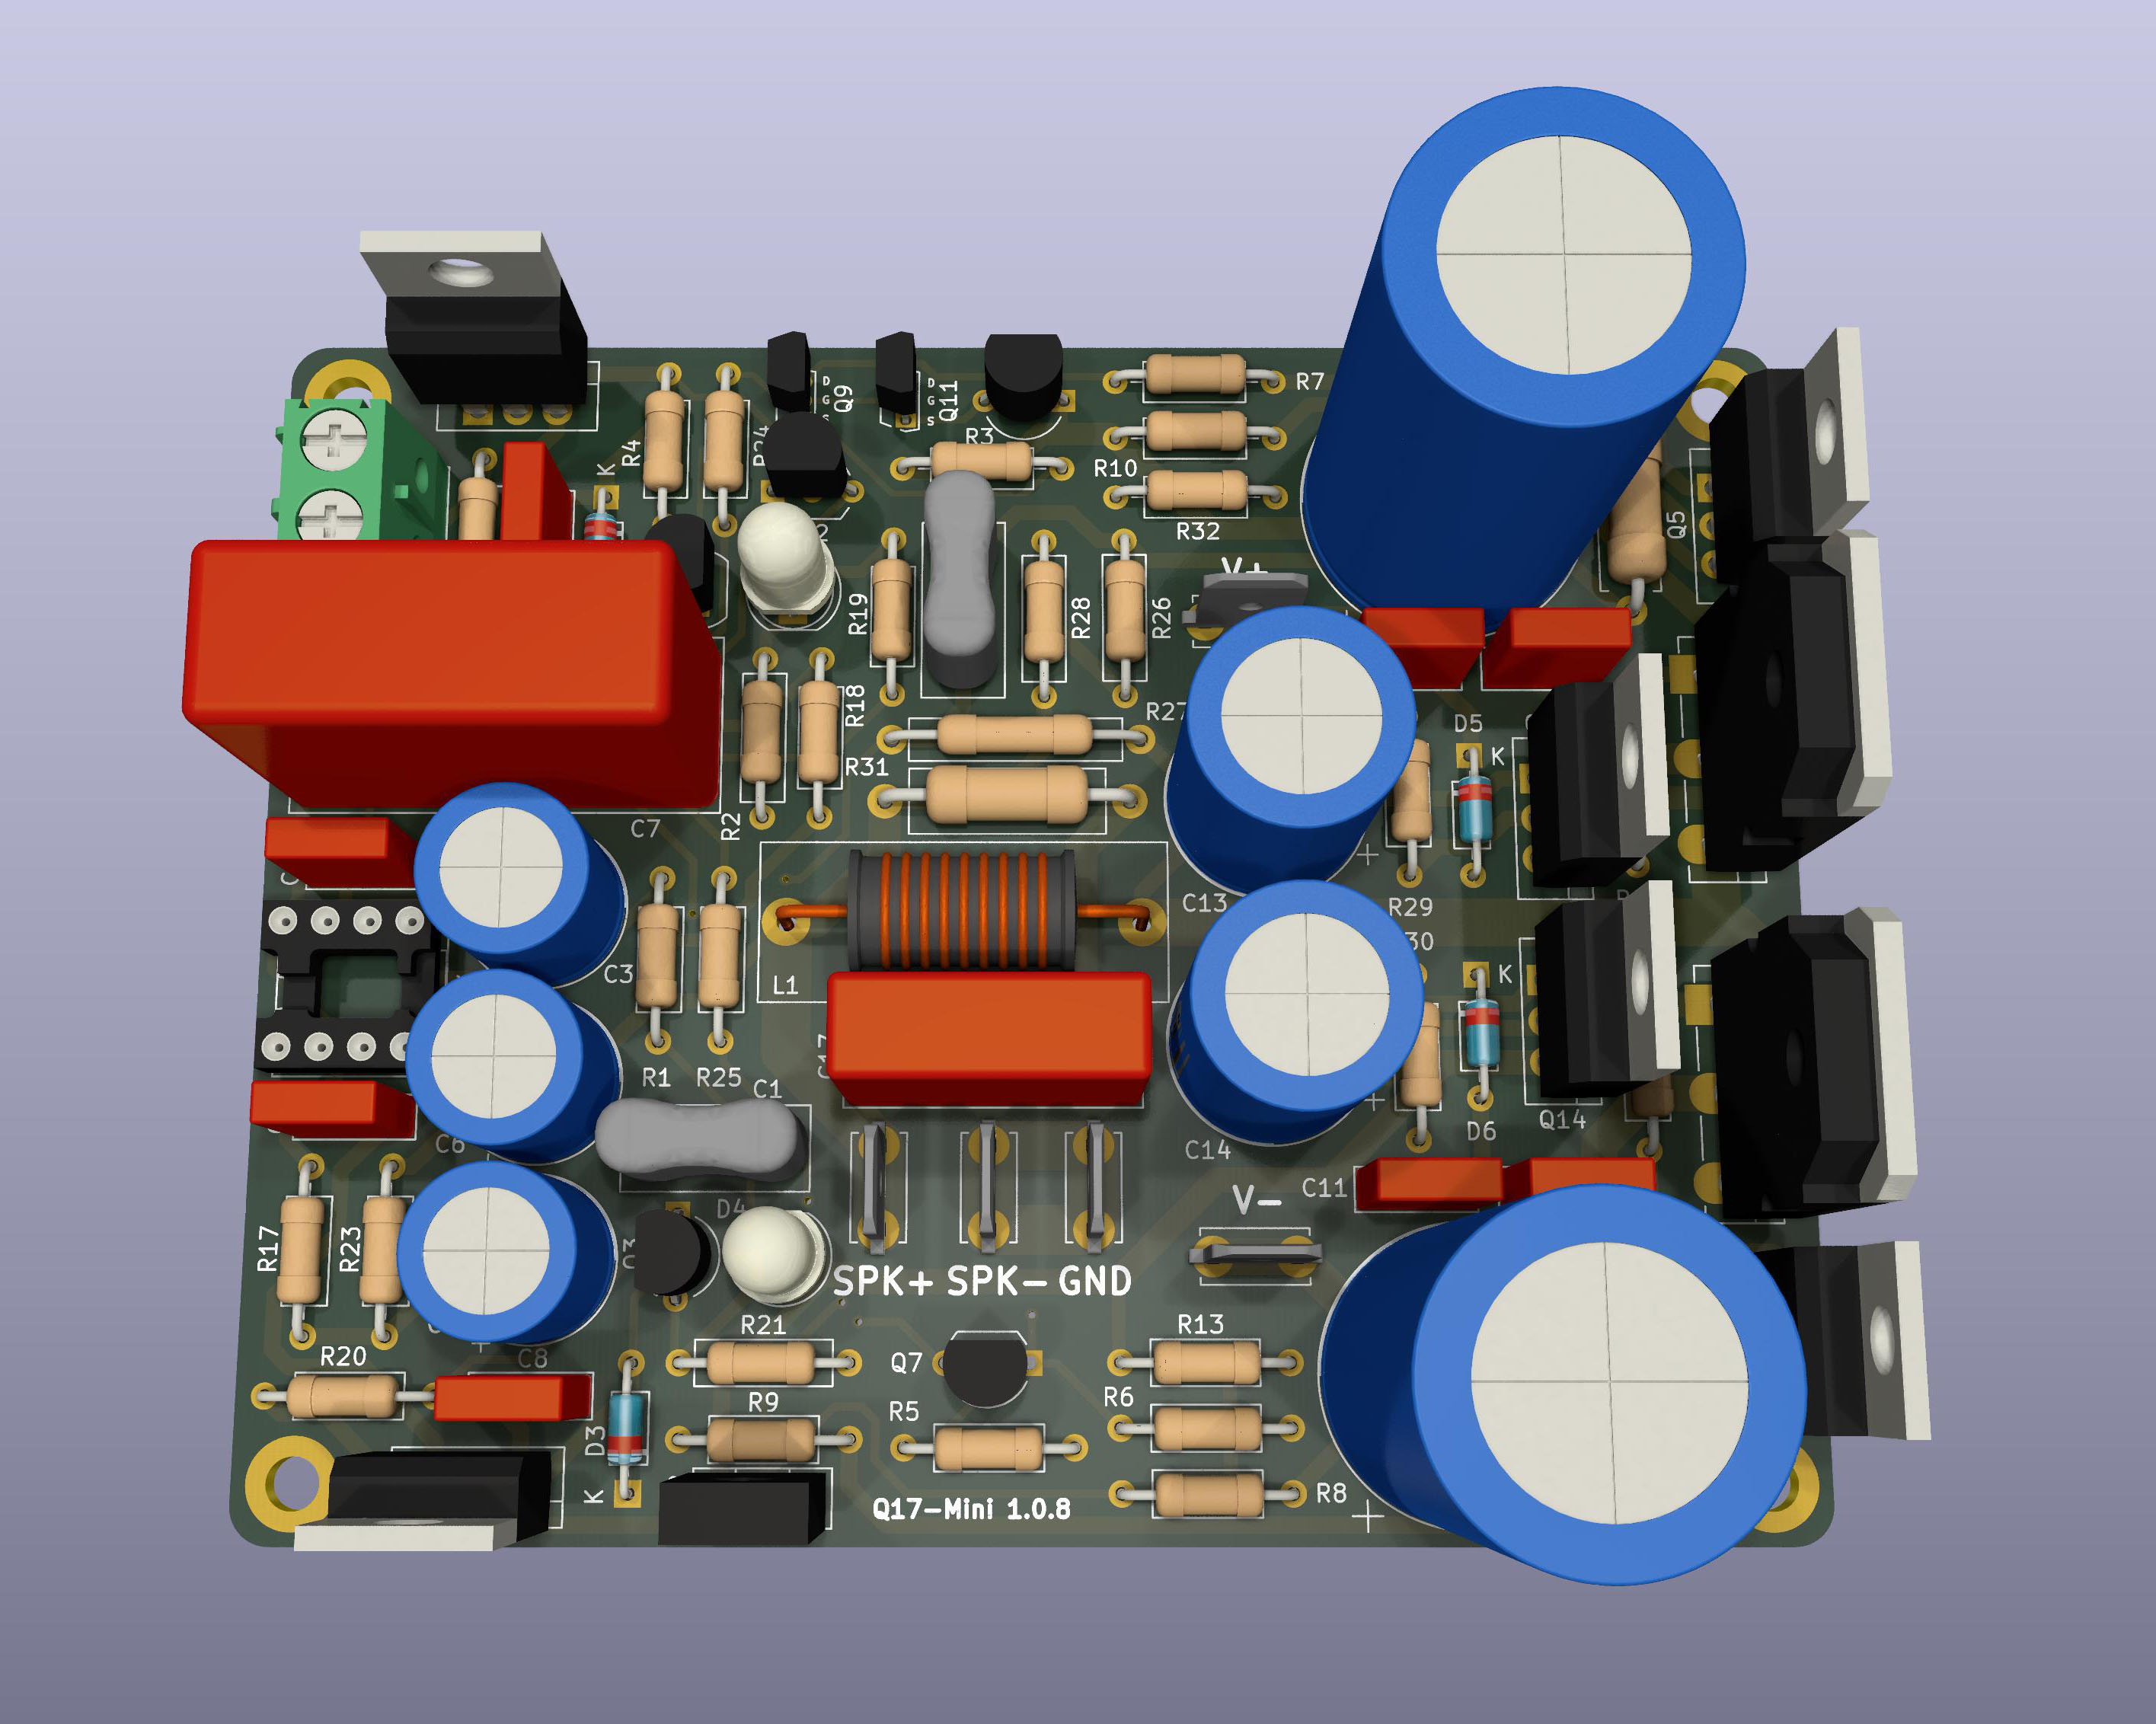 R7
Q9
D
G
S
Q11
D
G
S
R3
R4
K
R10
R32
Q5
V+
R19
R28
R26
R18
R27
D5
K
R31
R2
C7
C13
R29
C3
L1
K
R1
R25
C1
C17
C6
D6
Q14
C14
D4
V-
C11
R17
R23
SPK+ SPK- GND
R21
R13
R20
C8
Q7
R6
R9
R5
D3
K
R8
Q17-Mini 1.0.8